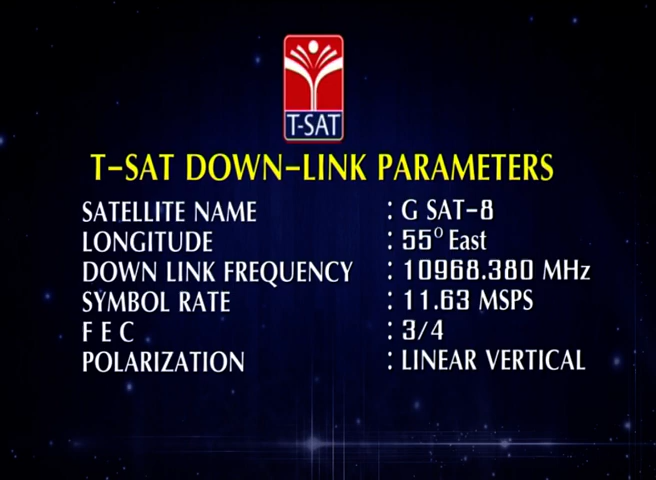 T-SAT
T-SAT DOWN-LINK PARAMETERS
SATELLITE NAME : G SAT-8
LONGITUDE : 55⁰ East
DOWN LINK FREQUENCY : 10968.380 MHz
SYMBOL RATE : 11.63 MSPS
F E C : 3/4
POLARIZATION : LINEAR VERTICAL